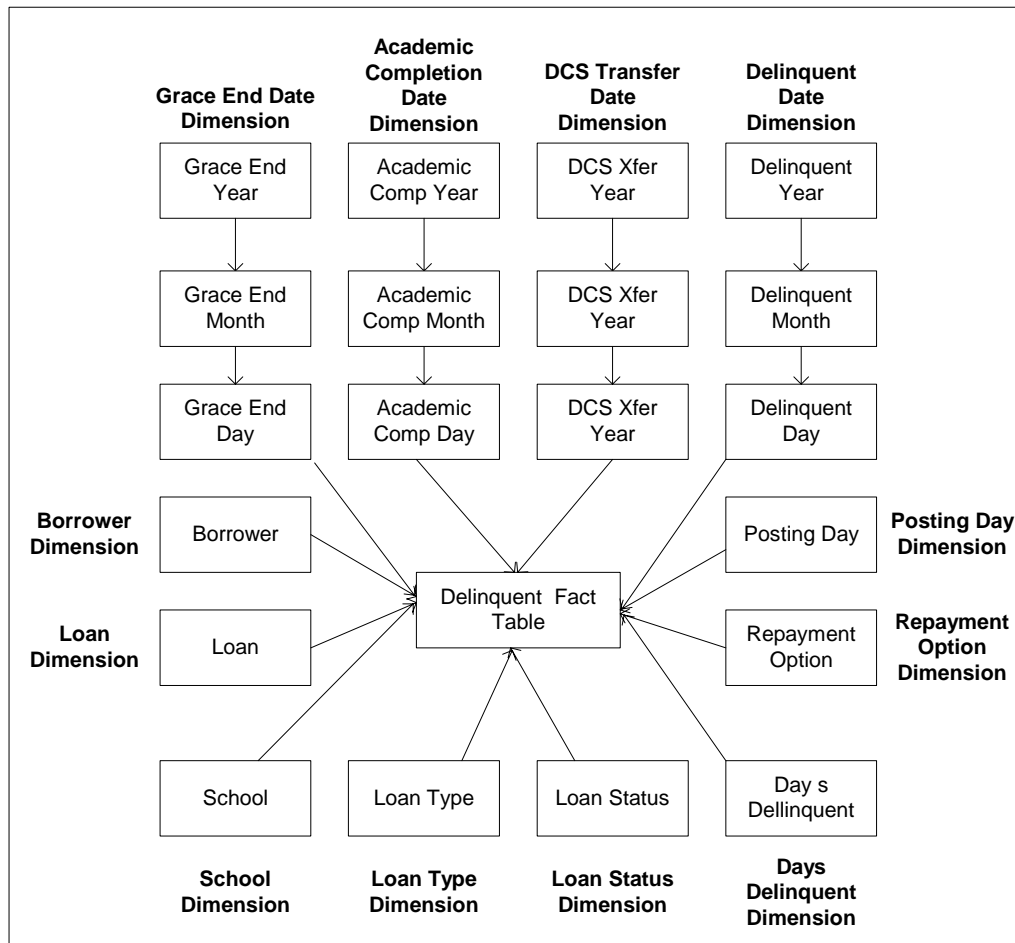 Grace End Date
Dimension
Academic
Completion
Date
Dimension
DCS Transfer
Date
Dimension
Delinquent
Date
Dimension
Grace End
Year
Academic
Comp Year
DCS Xfer
Year
Delinquent
Year
Grace End
Month
Academic
Comp Month
DCS Xfer
Year
Delinquent
Month
Grace End
Day
Academic
Comp Day
DCS Xfer
Year
Delinquent
Day
Borrower
Dimension
Borrower
Posting Day
Posting Day
Dimension
Delinquent Fact
Table
Loan
Dimension
Loan
Repayment
Option
Repayment
Option
Dimension
School
Loan Type
Loan Status
Day s
Dellinquent
School
Dimension
Loan Type
Dimension
Loan Status
Dimension
Days
Delinquent
Dimension